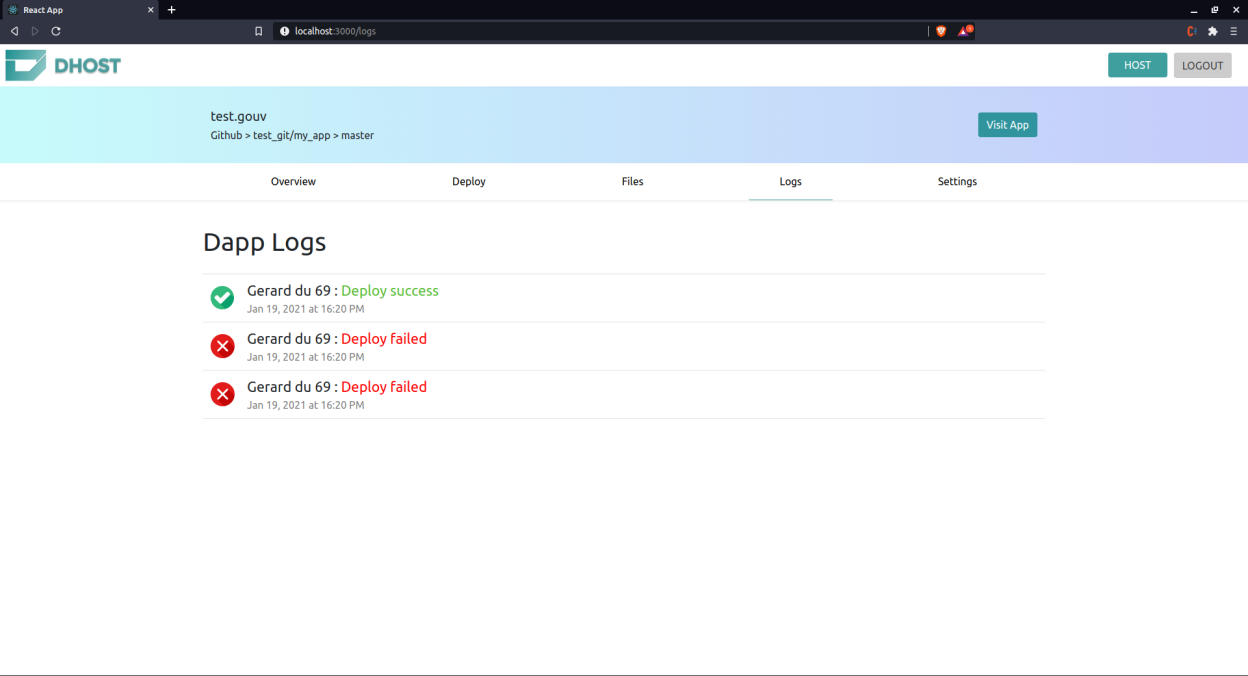 React App
localhost:3000/logs
DHOST
HOST
LOGOUT
test.gouv
Github > test_git/my_app > master
Visit App
Overview
Deploy
Files
Logs
Settings
Dapp Logs
Gerard du 69 : Deploy success
Jan 19, 2021 at 16:20 PM
Gerard du 69 : Deploy failed
Jan 19, 2021 at 16:20 PM
Gerard du 69 : Deploy failed
Jan 19, 2021 at 16:20 PM